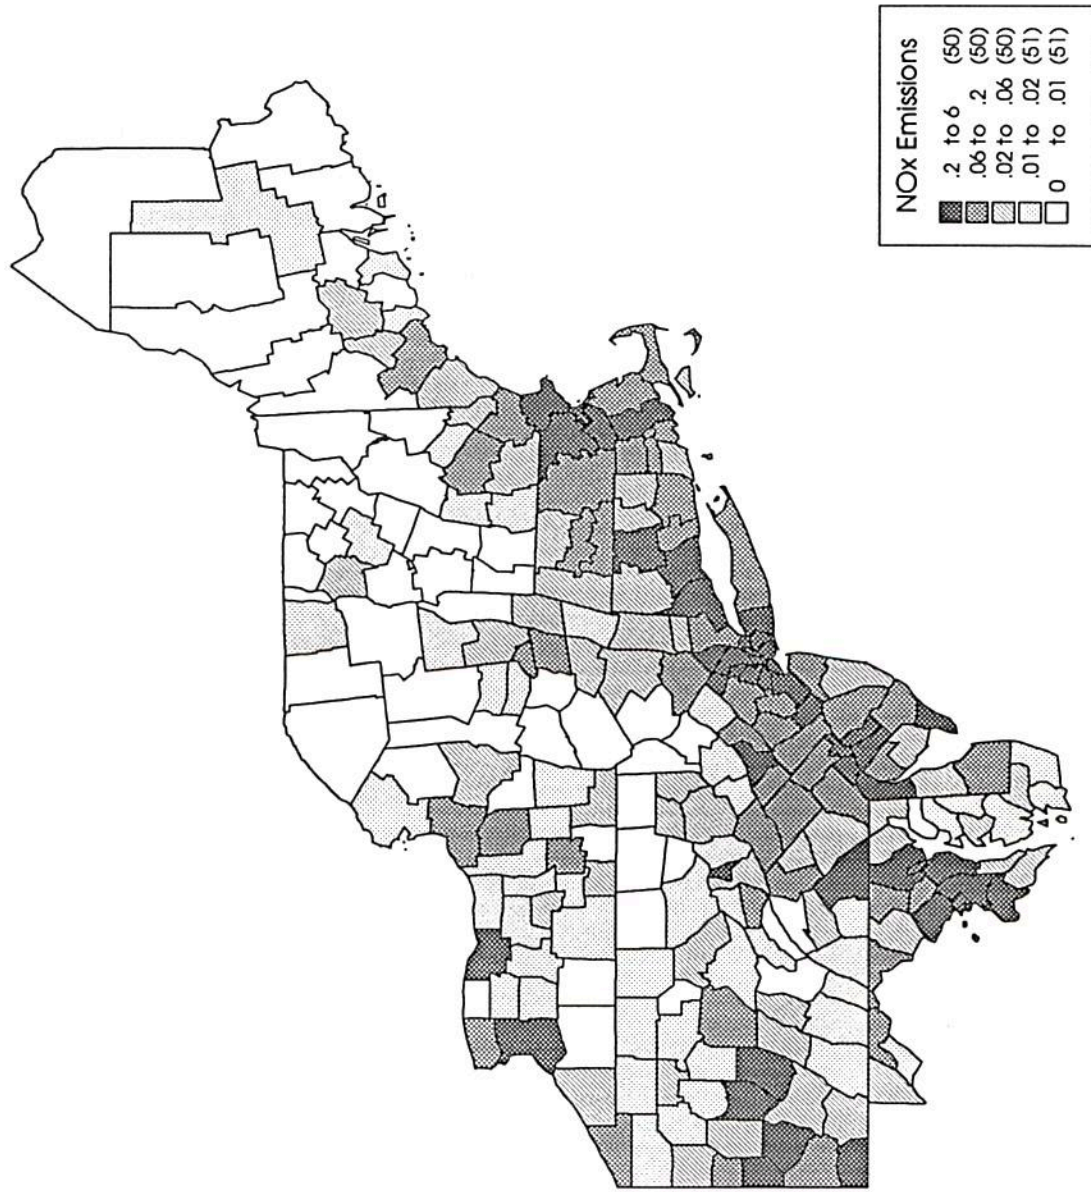 NOx Emissions
.2 to 6 (50)
.06 to .2 (50)
.02 to .06 (50)
.01 to .02 (51)
0 to .01 (51)